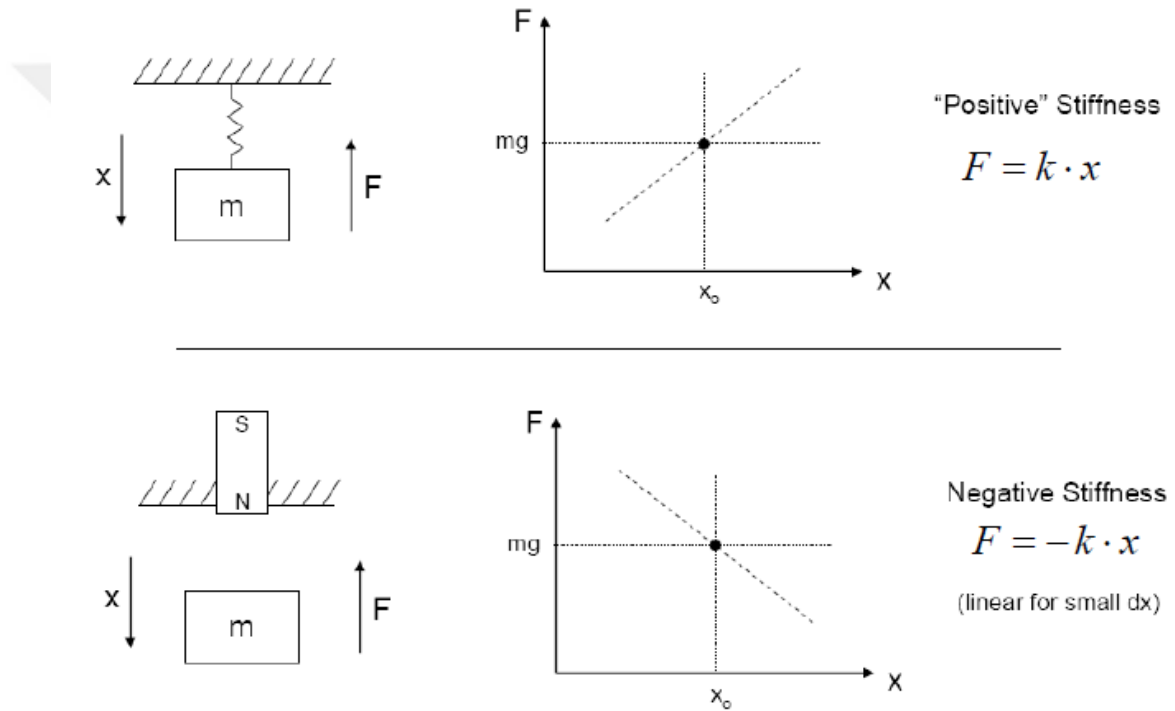 F
"Positive" Stiffness
mg
x
F
F = k · x
m
xₒ
x
S
N
F
Negative Stiffness
mg
F = −k · x
x
F
(linear for small dx)
m
xₒ
x